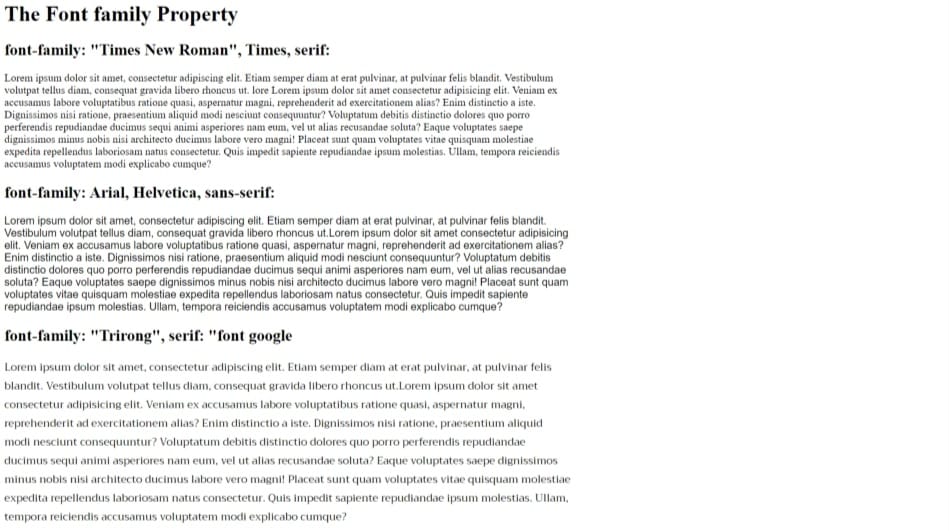 The Font family Property
font-family: "Times New Roman", Times, serif:
Lorem ipsum dolor sit amet, consectetur adipiscing elit. Etiam semper diam at erat pulvinar, at pulvinar felis blandit. Vestibulum
volutpat tellus diam, consequat gravida libero rhoncus ut. lore Lorem ipsum dolor sit amet consectetur adipisicing elit. Veniam ex
accusamus labore voluptatibus ratione quasi, aspernatur magni, reprehenderit ad exercitationem alias? Enim distinctio a iste.
Dignissimos nisi ratione, praesentium aliquid modi nesciunt consequuntur? Voluptatum debitis distinctio dolores quo porro
perferendis repudiandae ducimus sequi animi asperiores nam eum, vel ut alias recusandae soluta? Eaque voluptates saepe
dignissimos minus nobis nisi architecto ducimus labore vero magni! Placeat sunt quam voluptates vitae quisquam molestiae
expedita repellendus laboriosam natus consectetur. Quis impedit sapiente repudiandae ipsum molestias. Ullam, tempora reiciendis
accusamus voluptatem modi explicabo cumque?
font-family: Arial, Helvetica, sans-serif:
Lorem ipsum dolor sit amet, consectetur adipiscing elit. Etiam semper diam at erat pulvinar, at pulvinar felis blandit.
Vestibulum volutpat tellus diam, consequat gravida libero rhoncus ut.Lorem ipsum dolor sit amet consectetur adipisicing
elit. Veniam ex accusamus labore voluptatibus ratione quasi, aspernatur magni, reprehenderit ad exercitationem alias?
Enim distinctio a iste. Dignissimos nisi ratione, praesentium aliquid modi nesciunt consequuntur? Voluptatum debitis
distinctio dolores quo porro perferendis repudiandae ducimus sequi animi asperiores nam eum, vel ut alias recusandae
soluta? Eaque voluptates saepe dignissimos minus nobis nisi architecto ducimus labore vero magni! Placeat sunt quam
voluptates vitae quisquam molestiae expedita repellendus laboriosam natus consectetur. Quis impedit sapiente
repudiandae ipsum molestias. Ullam, tempora reiciendis accusamus voluptatem modi explicabo cumque?
font-family: "Trirong", serif: "font google
Lorem ipsum dolor sit amet, consectetur adipiscing elit. Etiam semper diam at erat pulvinar, at pulvinar felis
blandit. Vestibulum volutpat tellus diam, consequat gravida libero rhoncus ut.Lorem ipsum dolor sit amet
consectetur adipisicing elit. Veniam ex accusamus labore voluptatibus ratione quasi, aspernatur magni,
reprehenderit ad exercitationem alias? Enim distinctio a iste. Dignissimos nisi ratione, praesentium aliquid
modi nesciunt consequuntur? Voluptatum debitis distinctio dolores quo porro perferendis repudiandae
ducimus sequi animi asperiores nam eum, vel ut alias recusandae soluta? Eaque voluptates saepe dignissimos
minus nobis nisi architecto ducimus labore vero magni! Placeat sunt quam voluptates vitae quisquam molestiae
expedita repellendus laboriosam natus consectetur. Quis impedit sapiente repudiandae ipsum molestias. Ullam,
tempora reiciendis accusamus voluptatem modi explicabo cumque?